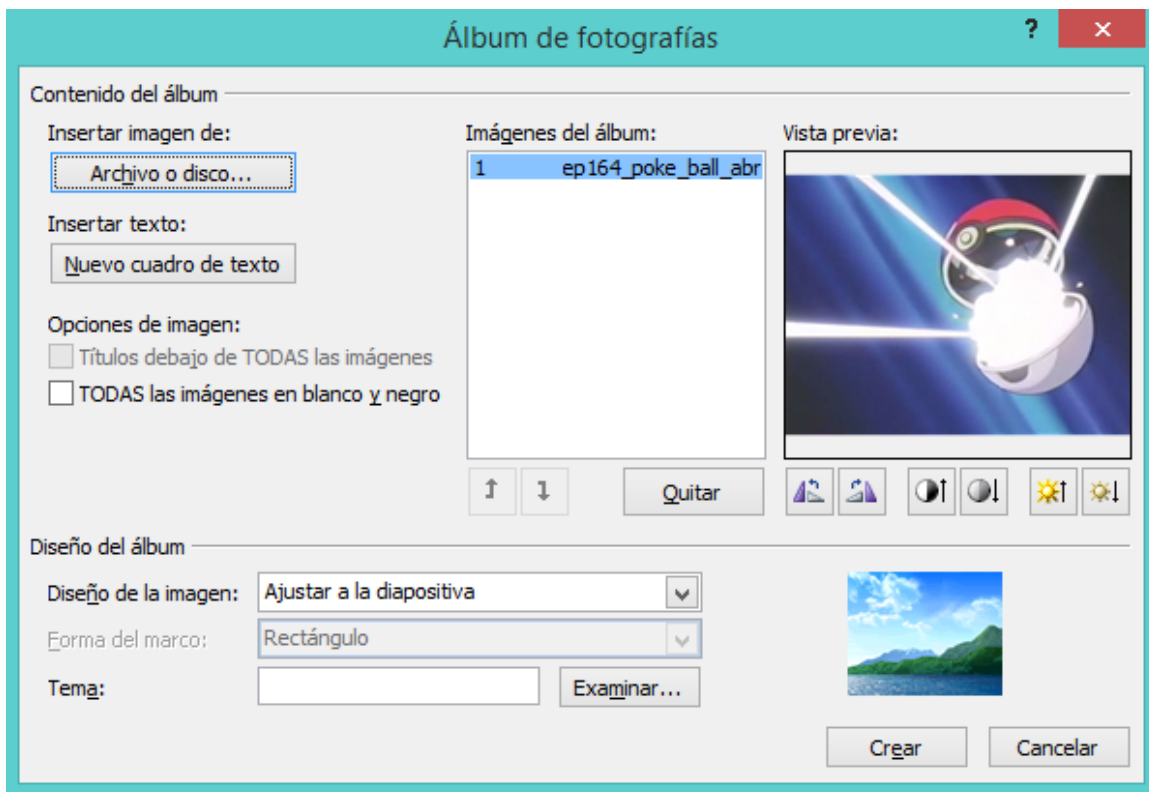 Álbum de fotografías
?
×
Contenido del álbum
Insertar imagen de:
Archivo o disco...
Insertar texto:
Nuevo cuadro de texto
Opciones de imagen:
Títulos debajo de TODAS las imágenes
TODAS las imágenes en blanco y negro
Imágenes del álbum:
1 ep164_poke_ball_abr
Quitar
Vista previa:
Diseño del álbum
Diseño de la imagen: Ajustar a la diapositiva
Forma del marco: Rectángulo
Tema:
Examinar...
Crear
Cancelar